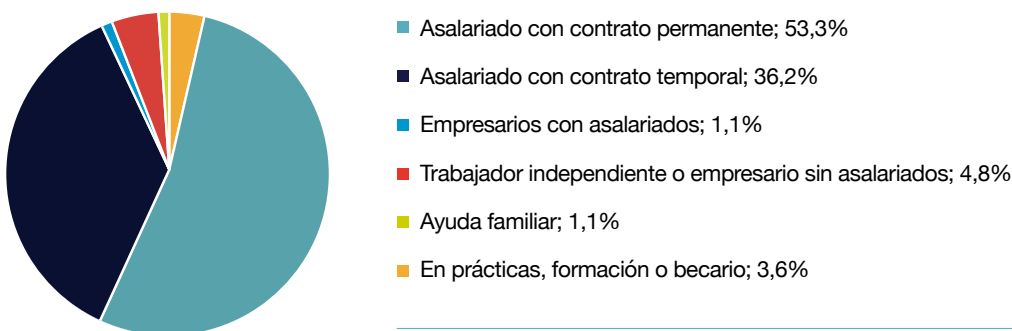 Asalariado con contrato permanente; 53,3%
Asalariado con contrato temporal; 36,2%
Empresarios con asalariados; 1,1%
Trabajador independiente o empresario sin asalariados; 4,8%
Ayuda familiar; 1,1%
En prácticas, formación o becario; 3,6%